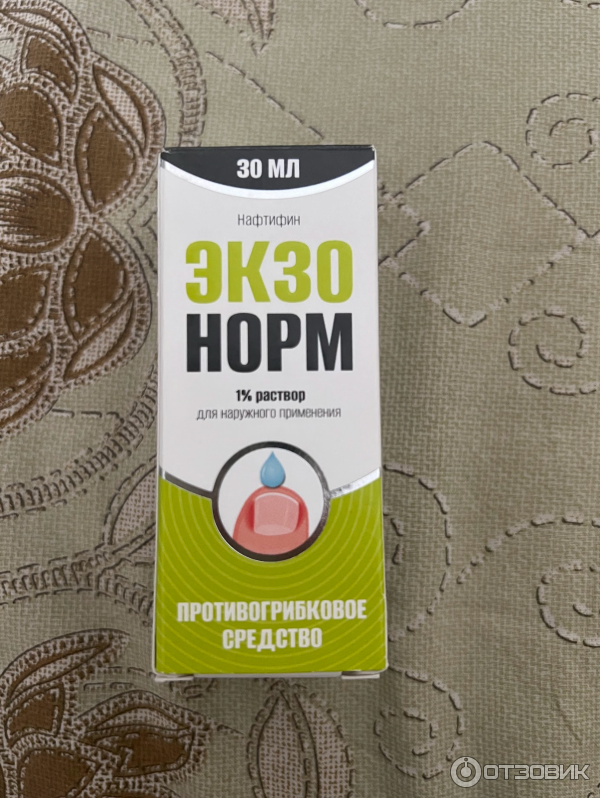 30 МЛ
Нафтифин
ЭКЗО
НОРМ
1% раствор
для наружного применения
ПРОТИВОГРИБКОВОЕ
СРЕДСТВО
ОТЗОВИК